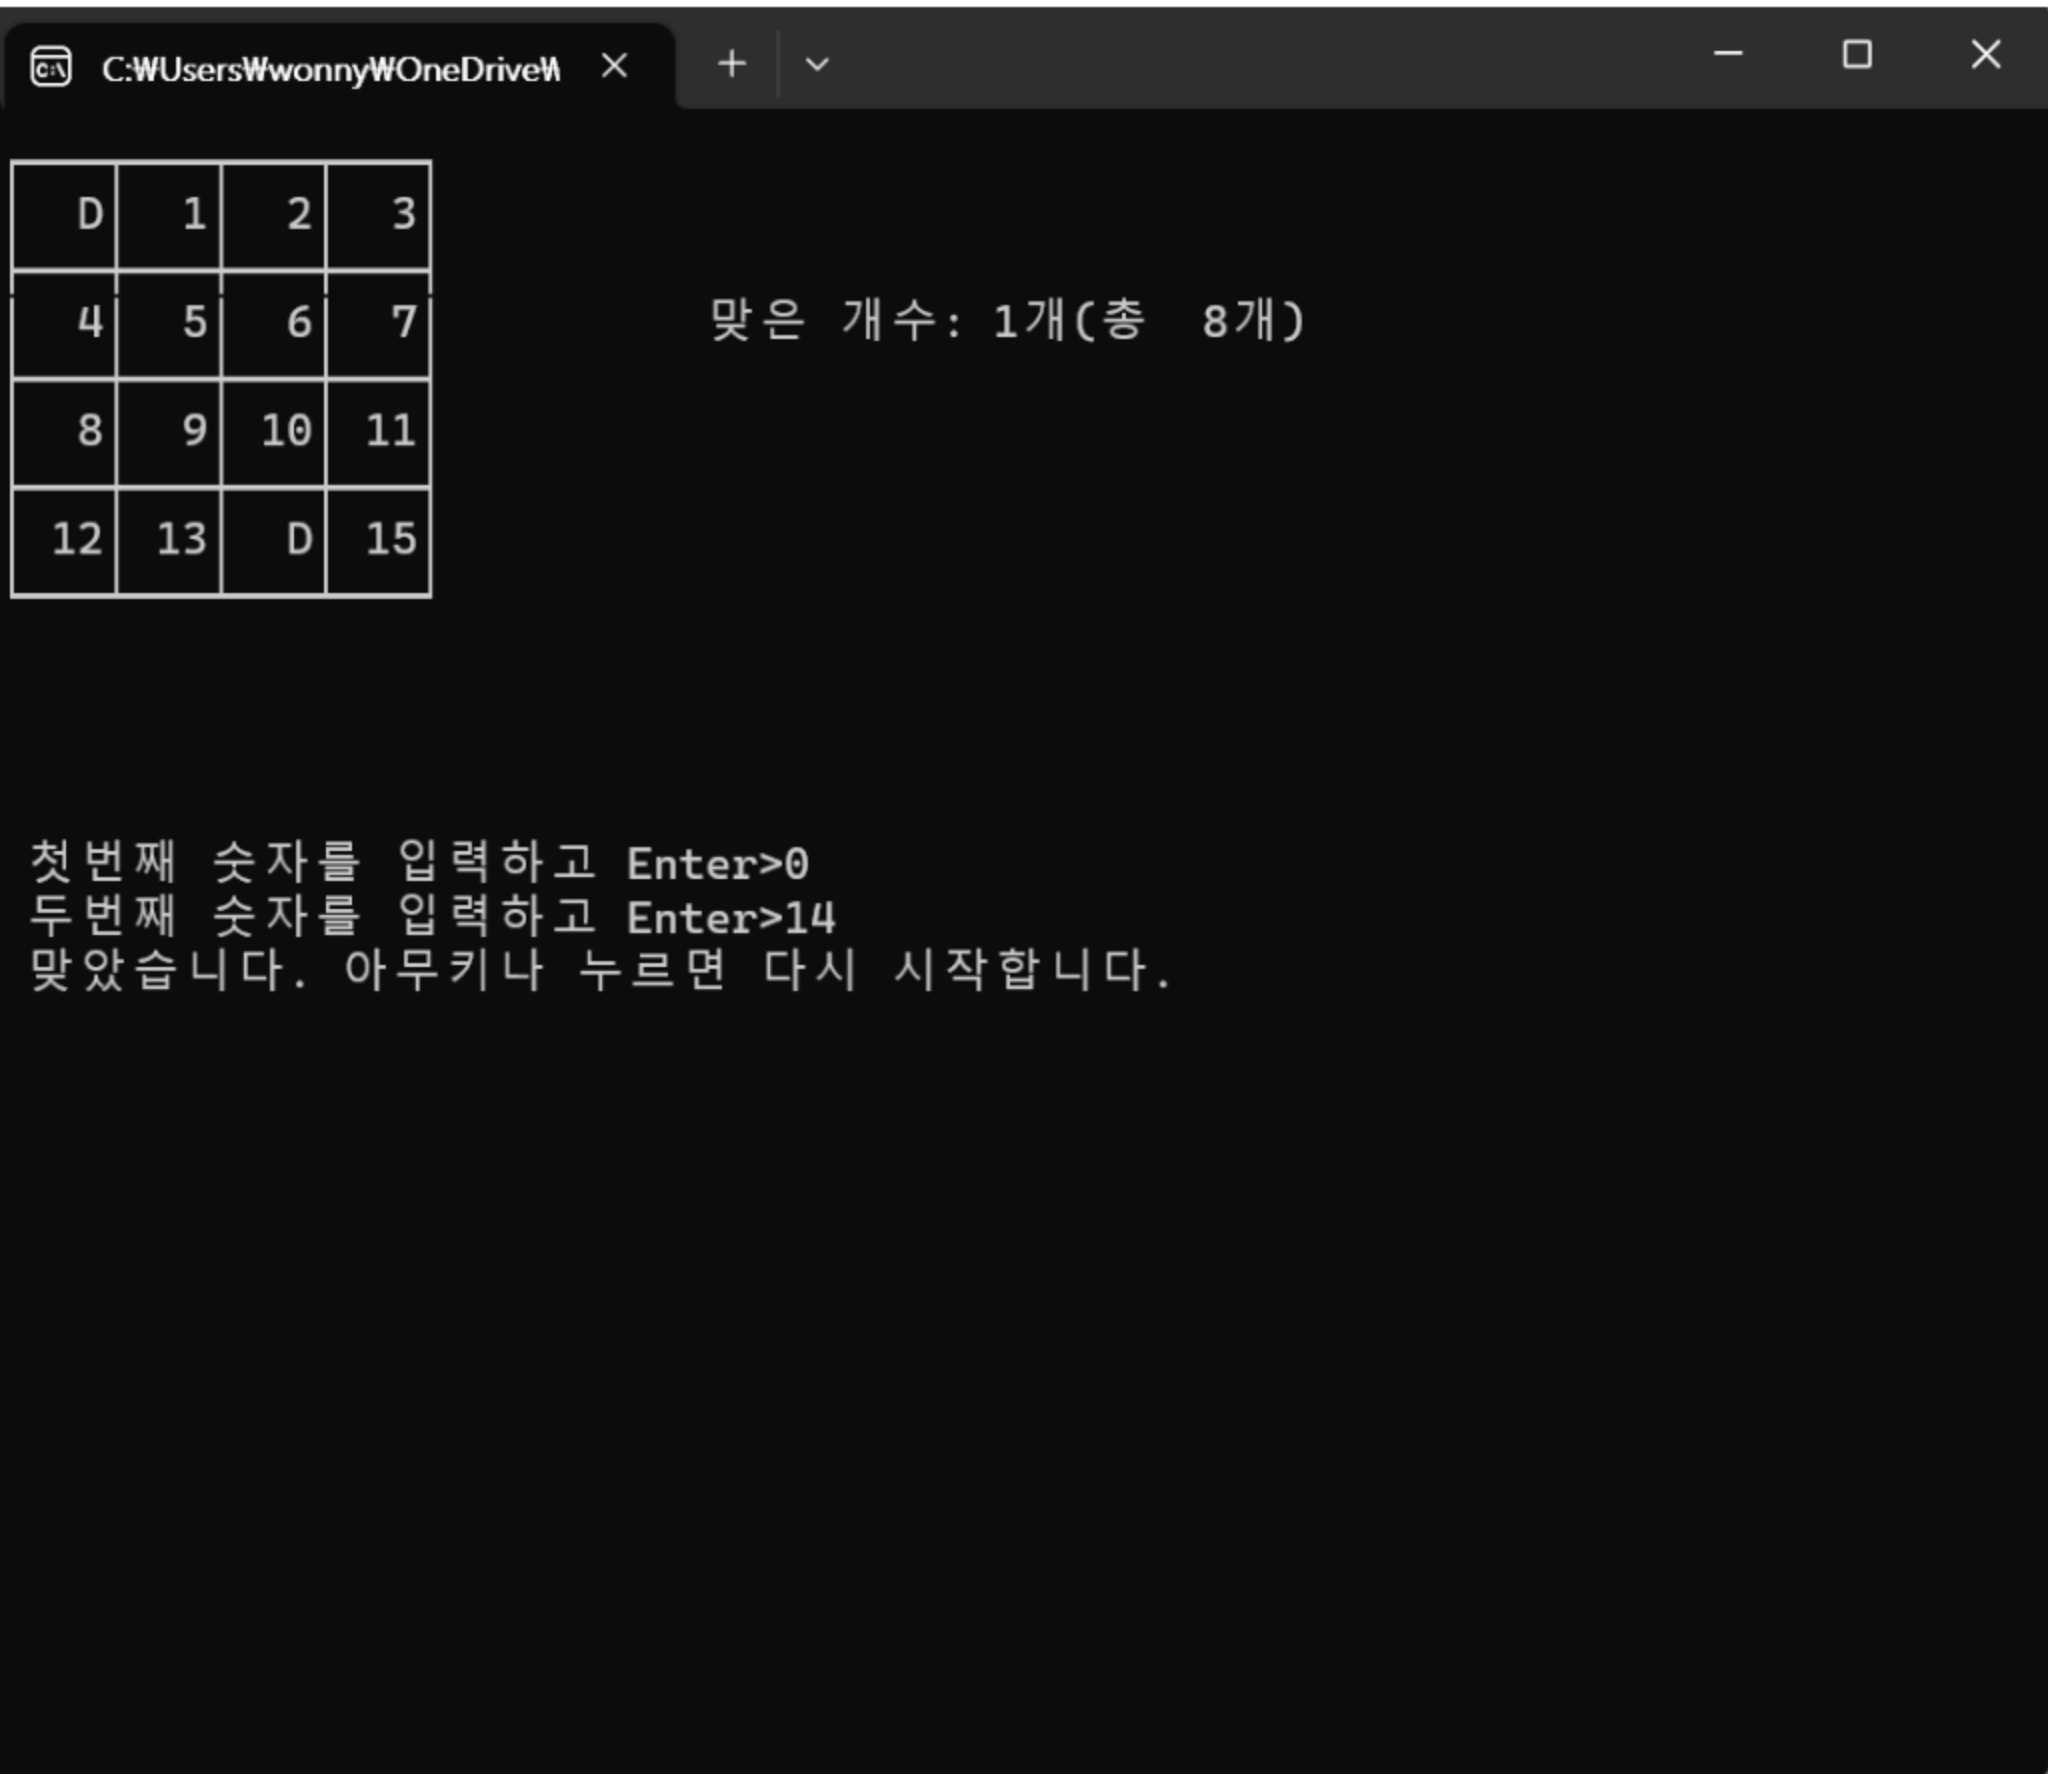 C:₩Users₩wonny₩OneDrive₩
D 1 2 3
4 5 6 7 맞은 개수: 1개(총 8개)
8 9 10 11
12 13 D 15
첫번째 숫자를 입력하고 Enter>0
두번째 숫자를 입력하고 Enter>14
맞았습니다. 아무키나 누르면 다시 시작합니다.